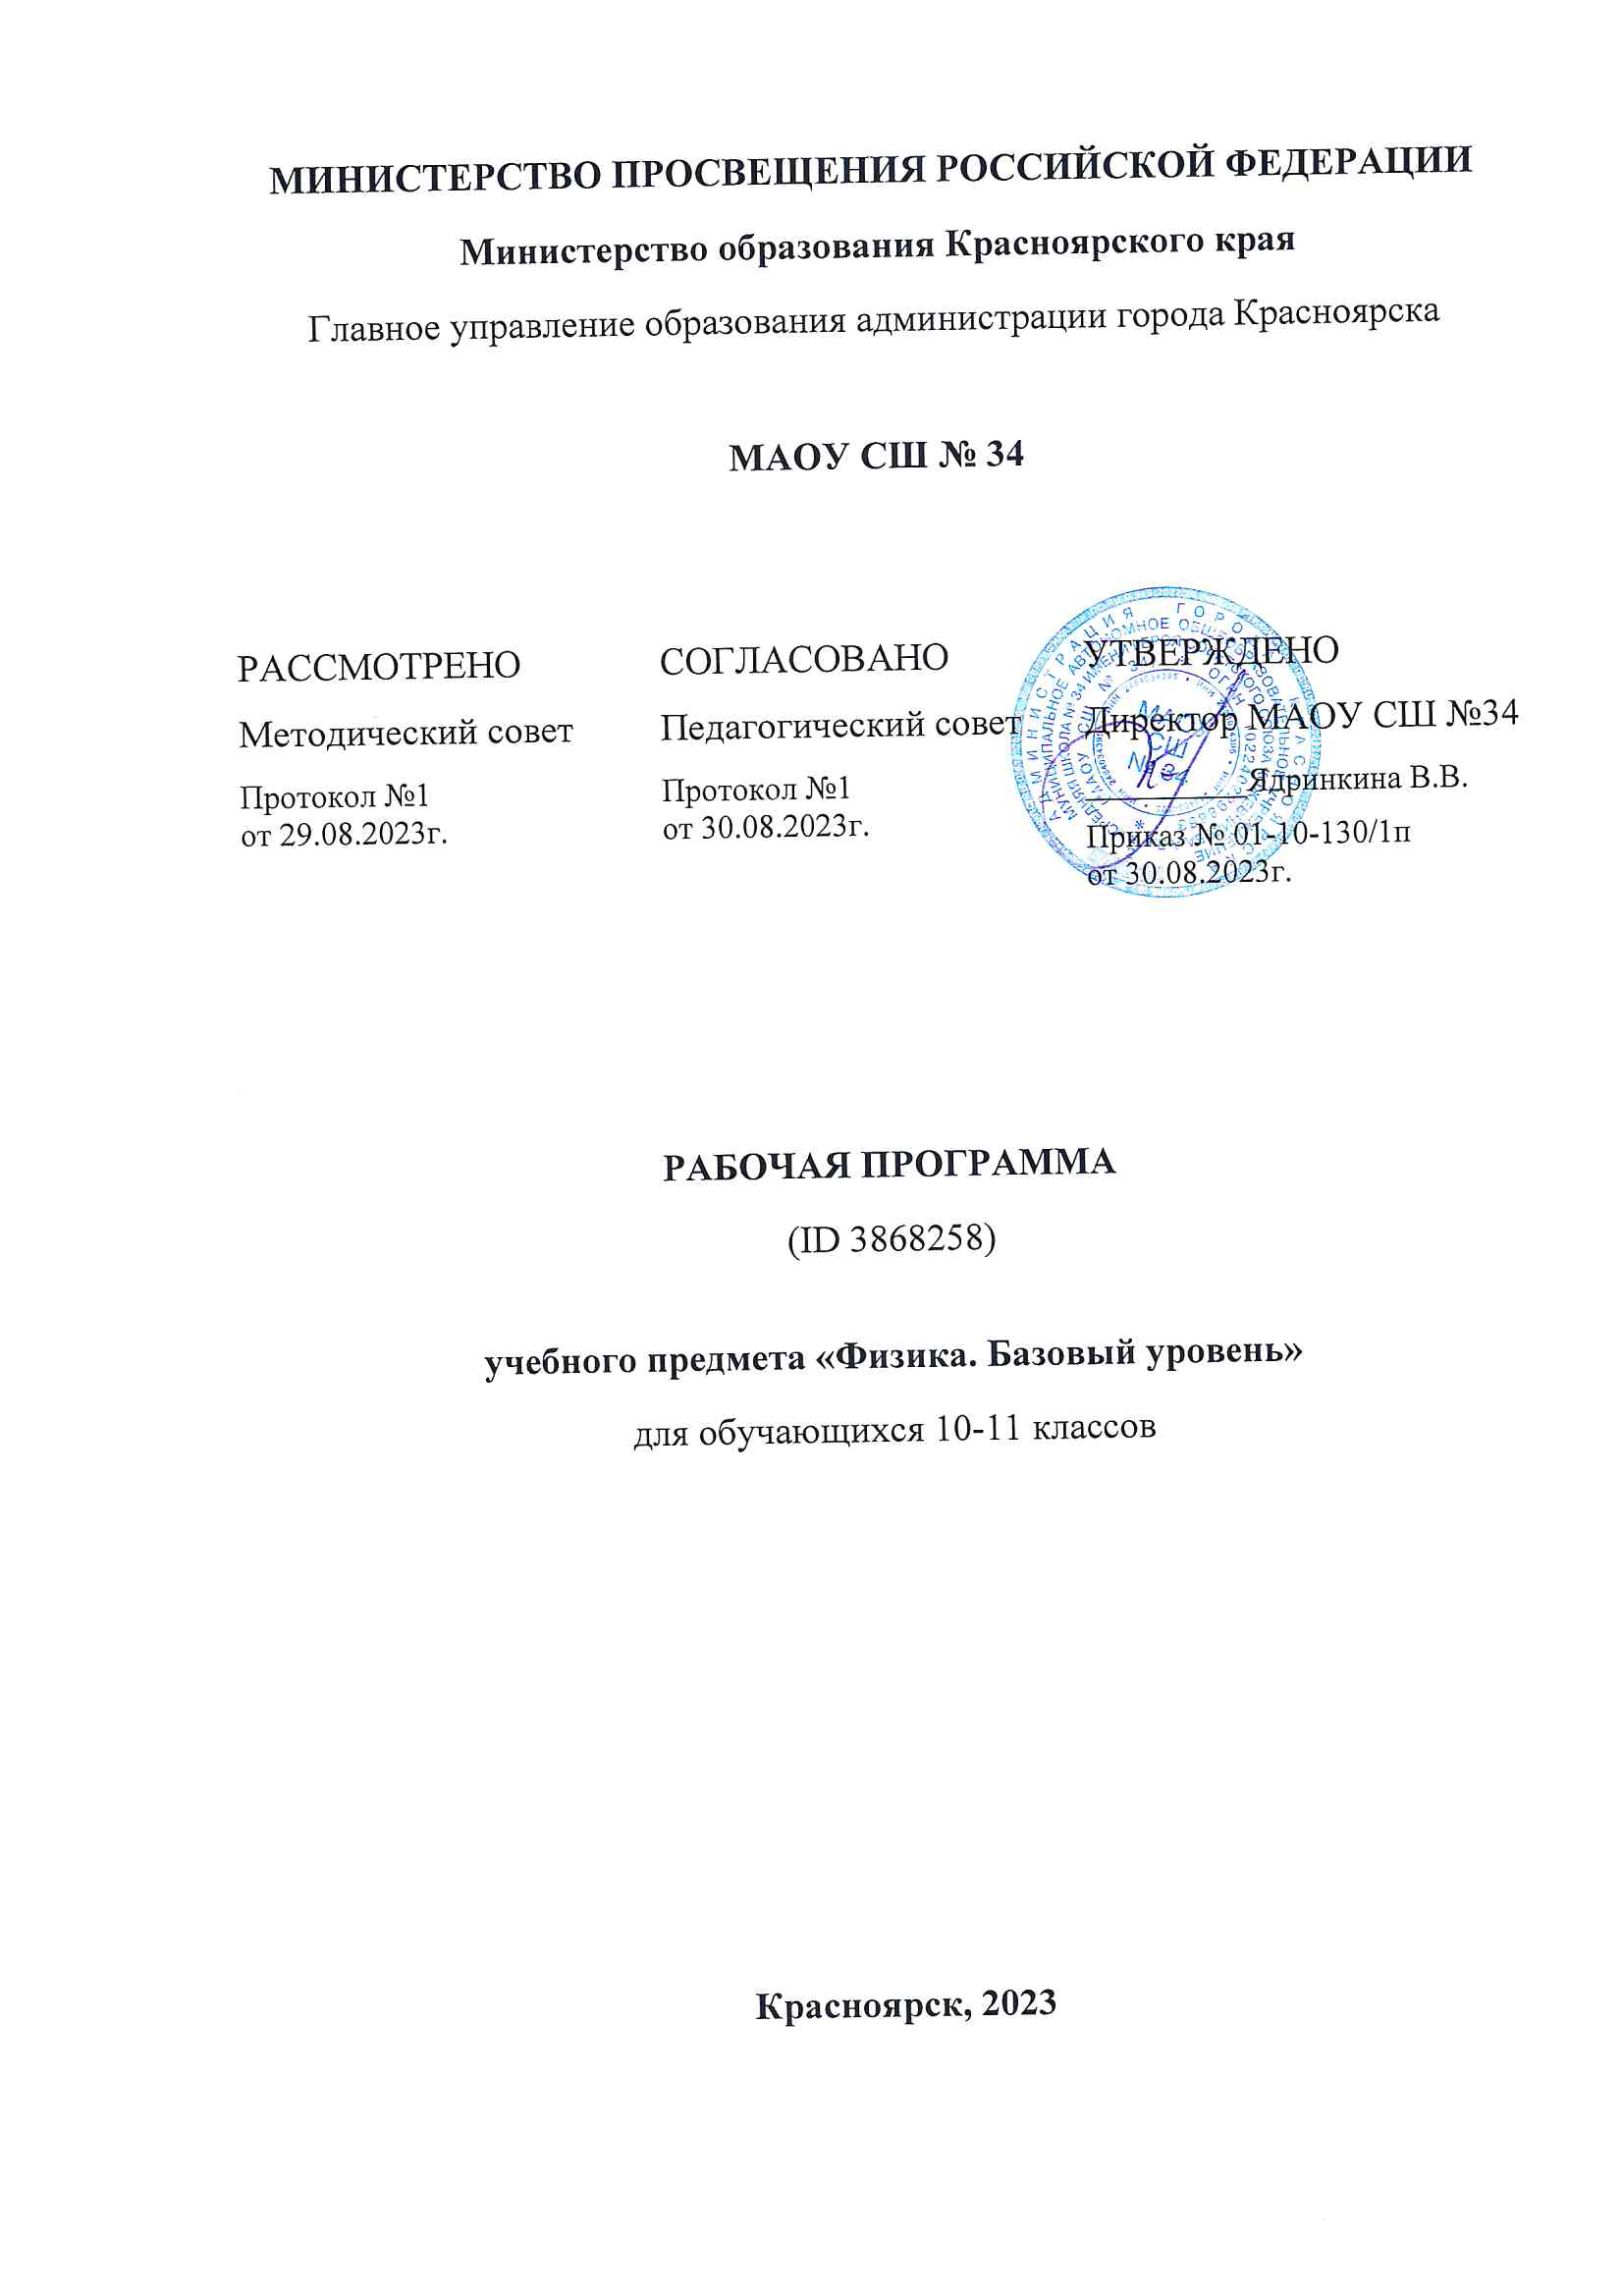 МИНИСТЕРСТВО ПРОСВЕЩЕНИЯ РОССИЙСКОЙ ФЕДЕРАЦИИ
Министерство образования Красноярского края
Главное управление образования администрации города Красноярска
МАОУ СШ № 34
РАССМОТРЕНО
Методический совет
Протокол №1
от 29.08.2023г.
СОГЛАСОВАНО
Педагогический совет
Протокол №1
от 30.08.2023г.
УТВЕРЖДЕНО
Директор МАОУ СШ №34
Ядринкина В.В.
Приказ № 01-10-130/1п
от 30.08.2023г.
РАБОЧАЯ ПРОГРАММА
(ID 3868258)
учебного предмета «Физика. Базовый уровень»
для обучающихся 10-11 классов
Красноярск, 2023